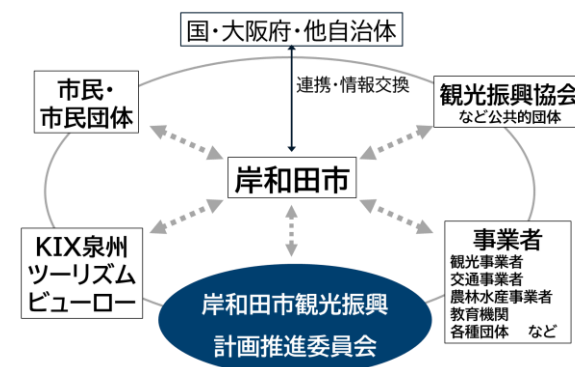 国・大阪府・他自治体
連携・情報交換
市民・
市民団体
観光振興協会
など公共的団体
岸和田市
KIX泉州
ツーリズム
ビューロー
事業者
観光事業者
交通事業者
農林水産事業者
教育機関
各種団体　など
岸和田市観光振興
計画推進委員会